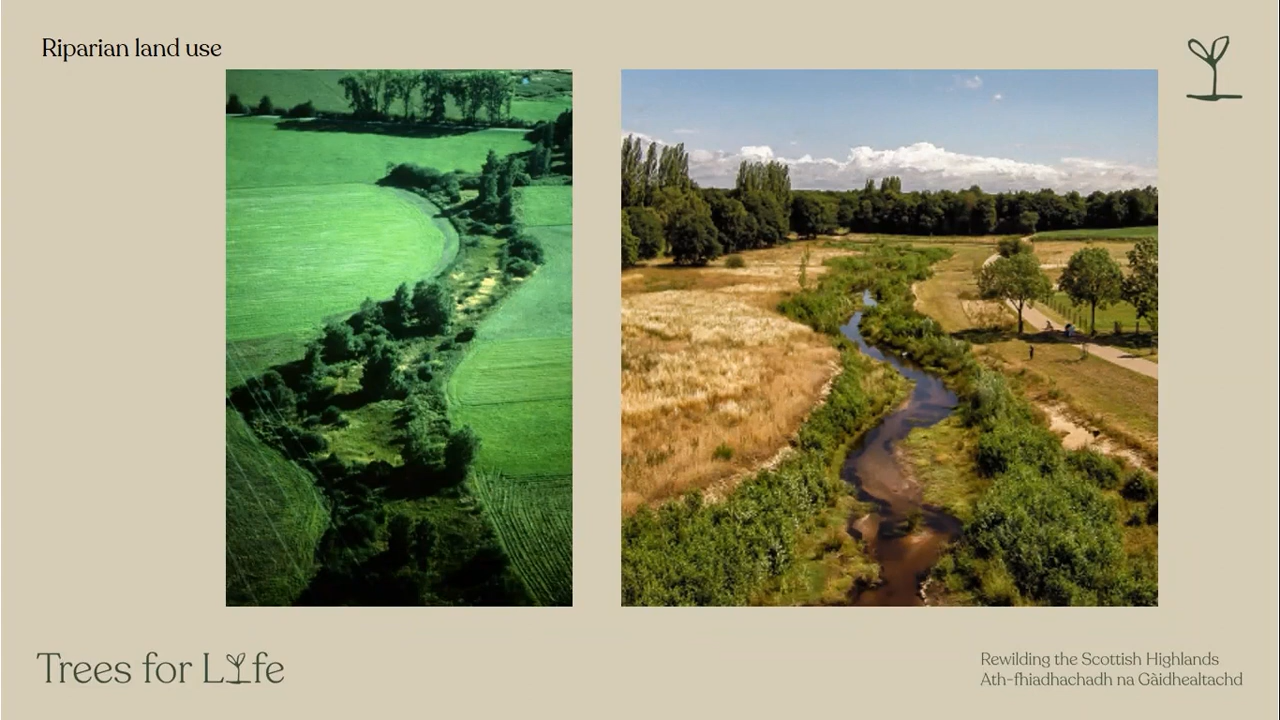 Riparian land use
Trees for Life
Rewilding the Scottish Highlands
Ath-fhiadhachadh na Gàidhealtachd